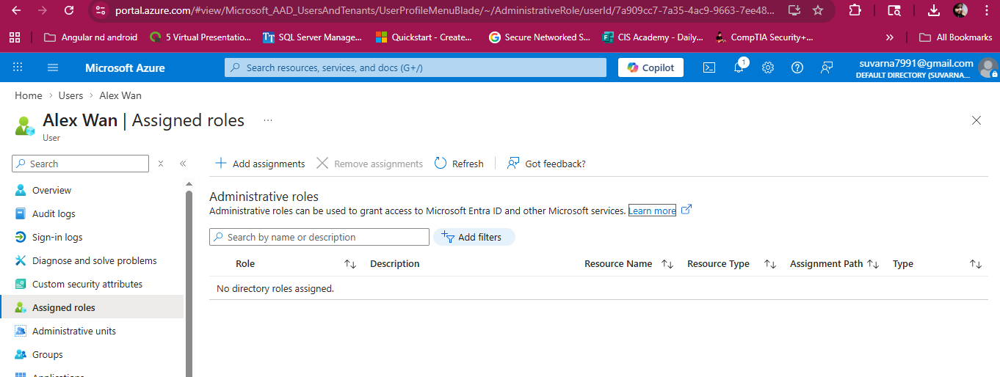 portal.azure.com/#view/Microsoft_AAD_UsersAndTenants/UserProfileMenuBlade/~/AdministrativeRole/userId/7a909cc7-7a35-4ac9-9663-7ee48...
Angular nd android 5 Virtual Presentatio... SQL Server Manage... Quickstart - Create... Secure Networked S... CIS Academy - Daily... CompTIA Security+... » All Bookmarks
Microsoft Azure Search resources, services, and docs (G+/) Copilot 1 suvarna7991@gmail.com
DEFAULT DIRECTORY (SUVARNA...
Home > Users > Alex Wan
Alex Wan | Assigned roles ...
User
Search
Add assignments Remove assignments Refresh Got feedback?
Overview
Audit logs
Sign-in logs
Diagnose and solve problems
Custom security attributes
Assigned roles
Administrative units
Groups
Applications
Administrative roles
Administrative roles can be used to grant access to Microsoft Entra ID and other Microsoft services. Learn more
Search by name or description Add filters
Role Description Resource Name Resource Type Assignment Path Type
No directory roles assigned.